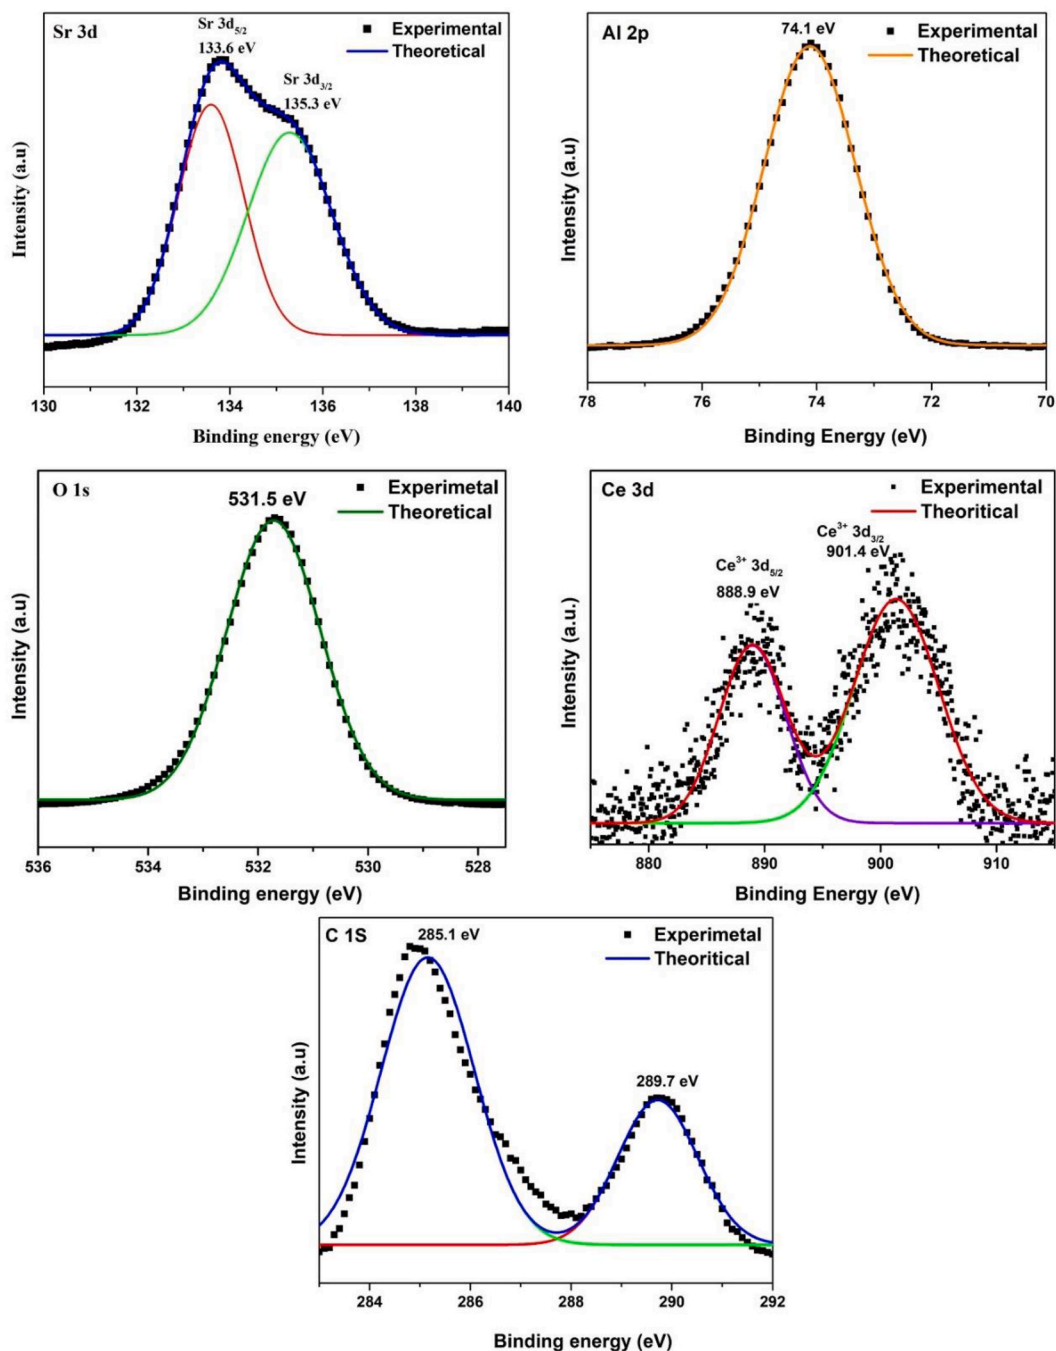 Sr 3d
Sr 3d5/2
133.6 eV
Sr 3d3/2
135.3 eV
Experimental
Theoretical
Intensity (a.u)
130 132 134 136 138 140
Binding energy (eV)
Al 2p
74.1 eV
Experimental
Theoretical
Intensity (a.u)
78 76 74 72 70
Binding Energy (eV)
O 1s
531.5 eV
Experimetal
Theoretical
Intensity (a.u)
536 534 532 530 528
Binding energy (eV)
Ce 3d
Ce3+ 3d5/2
888.9 eV
Ce3+ 3d3/2
901.4 eV
Experimental
Theoritical
Intensity (a.u.)
880 890 900 910
Binding Energy (eV)
C 1S
285.1 eV
289.7 eV
Experimetal
Theoritical
Intensity (a.u)
284 286 288 290 292
Binding energy (eV)